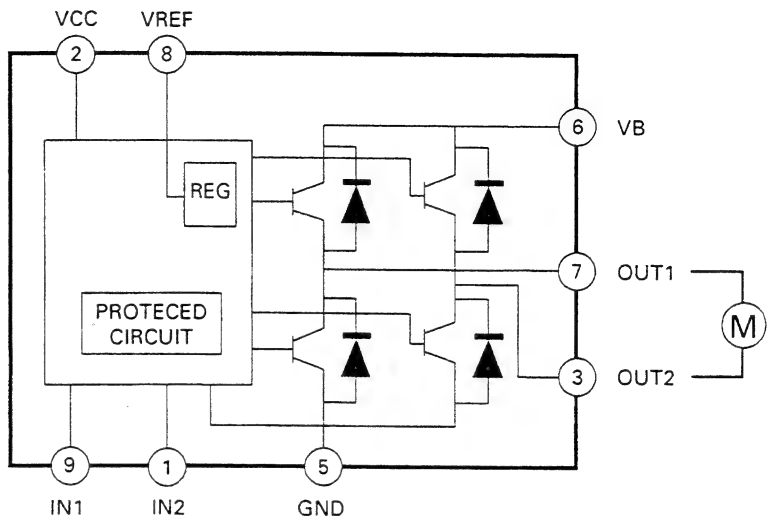 VCC VREF
2 8
6 VB
REG
7 OUT1
PROTECED
CIRCUIT
M
3 OUT2
9 1 5
IN1 IN2 GND